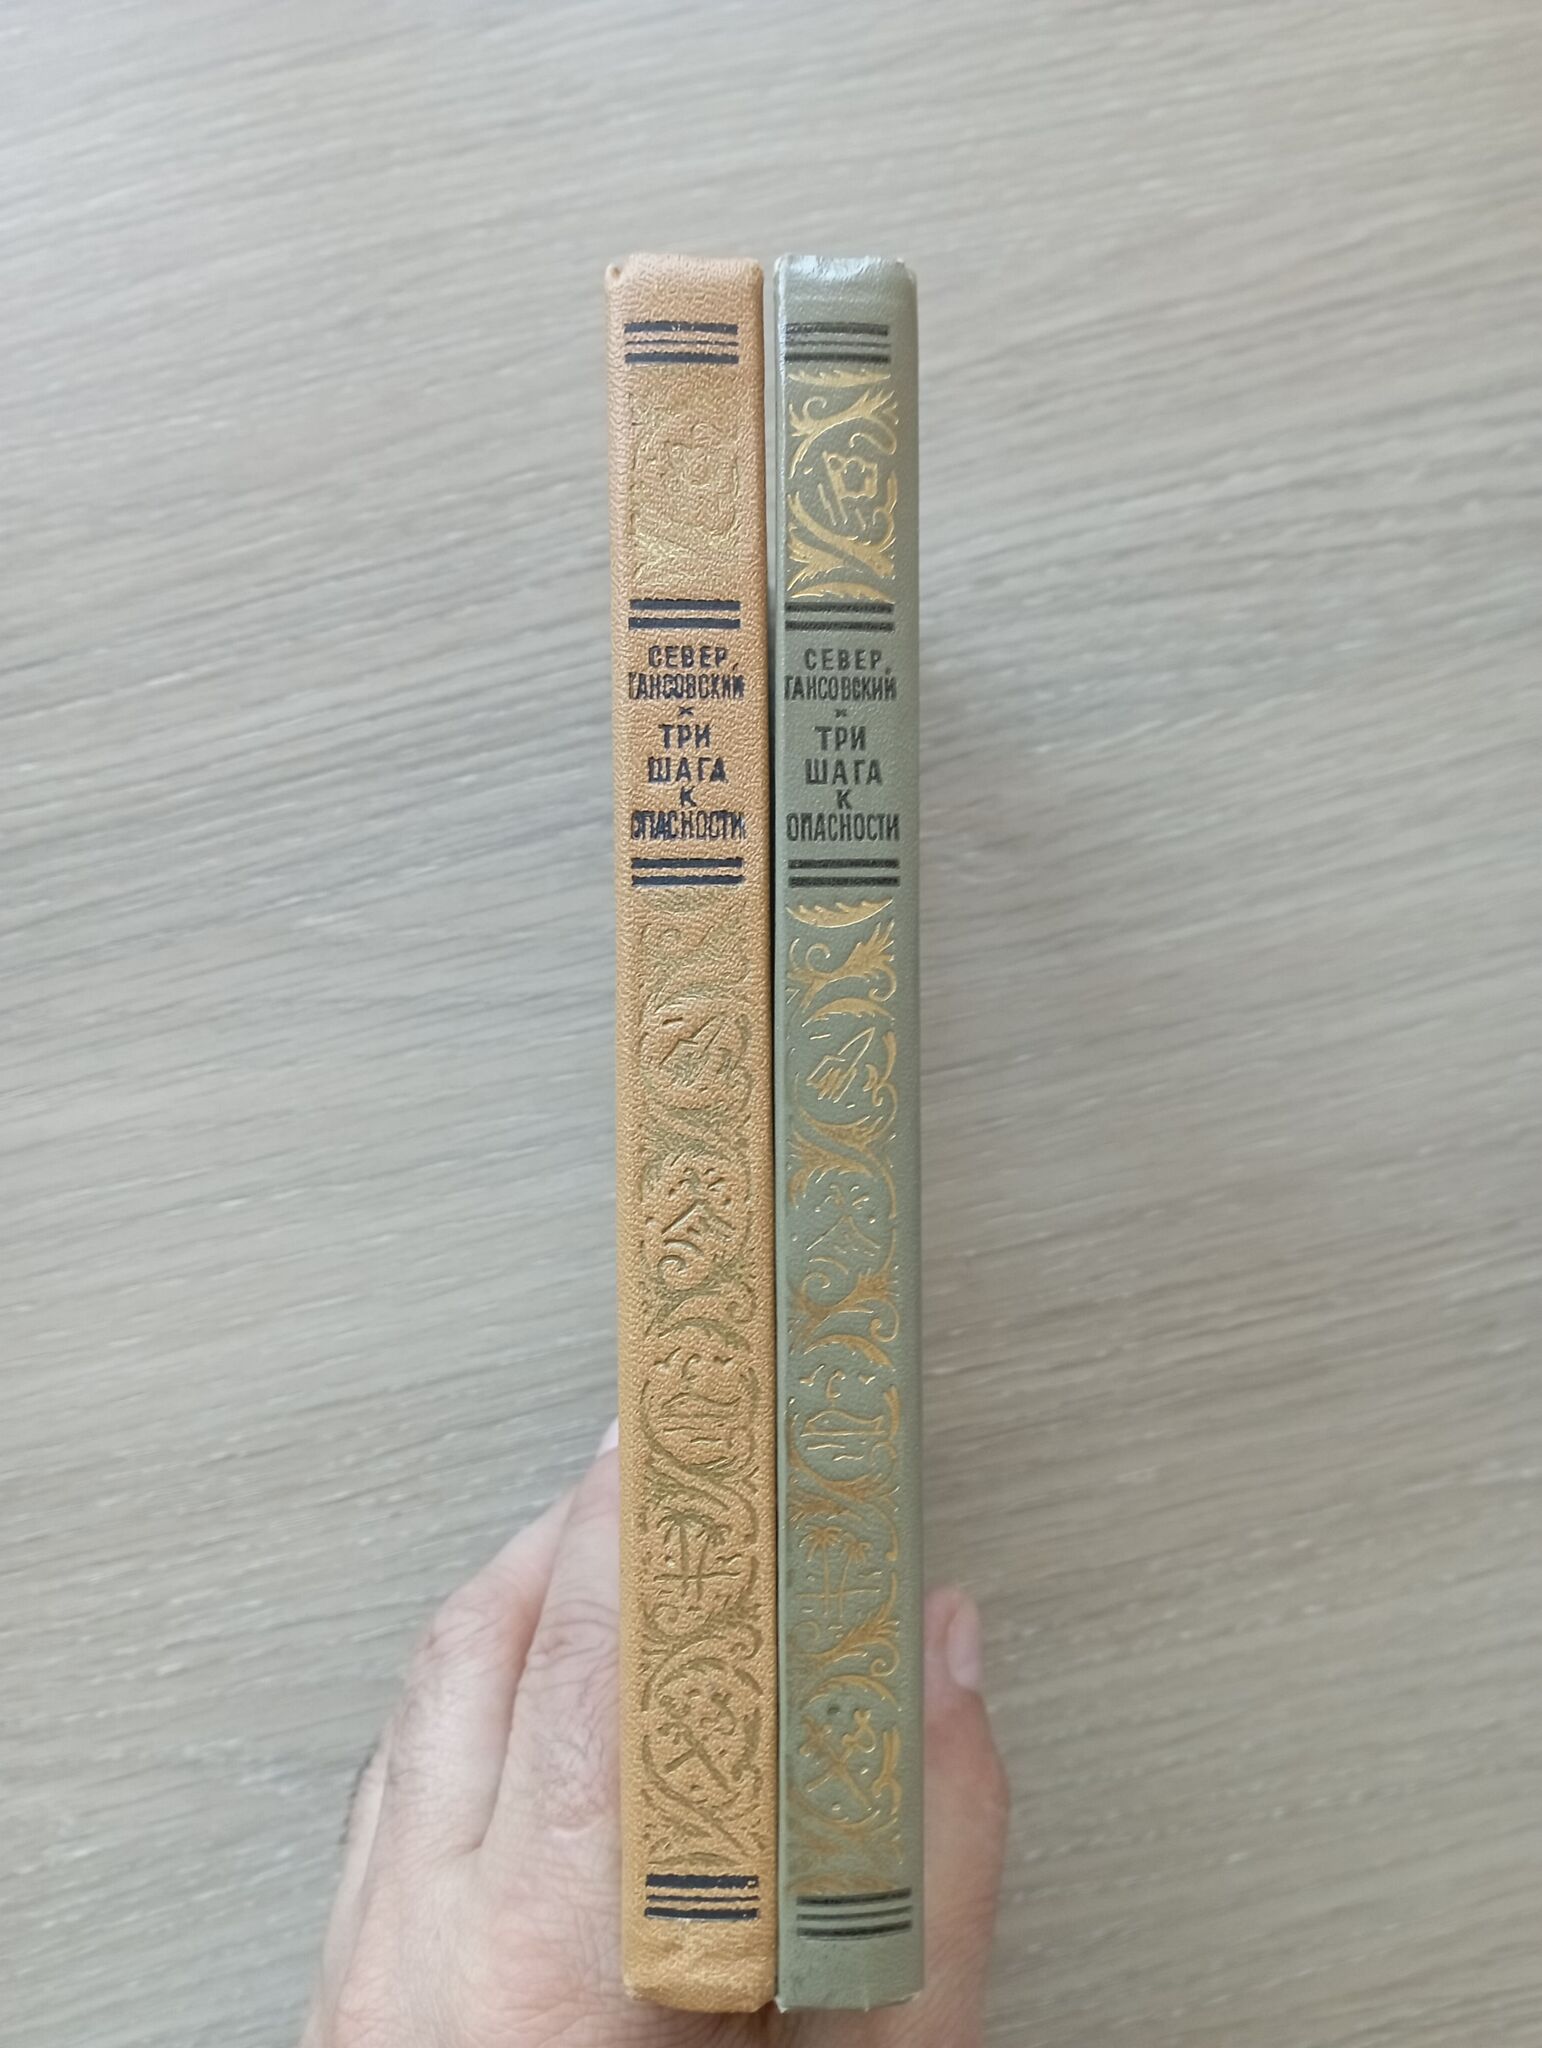 СЕВЕР
ГАНСОВСКИЙ
ТРИ
ШАГА
К
ОПАСНОСТИ
СЕВЕР
ГАНСОВСКИЙ
ТРИ
ШАГА
К
ОПАСНОСТИ